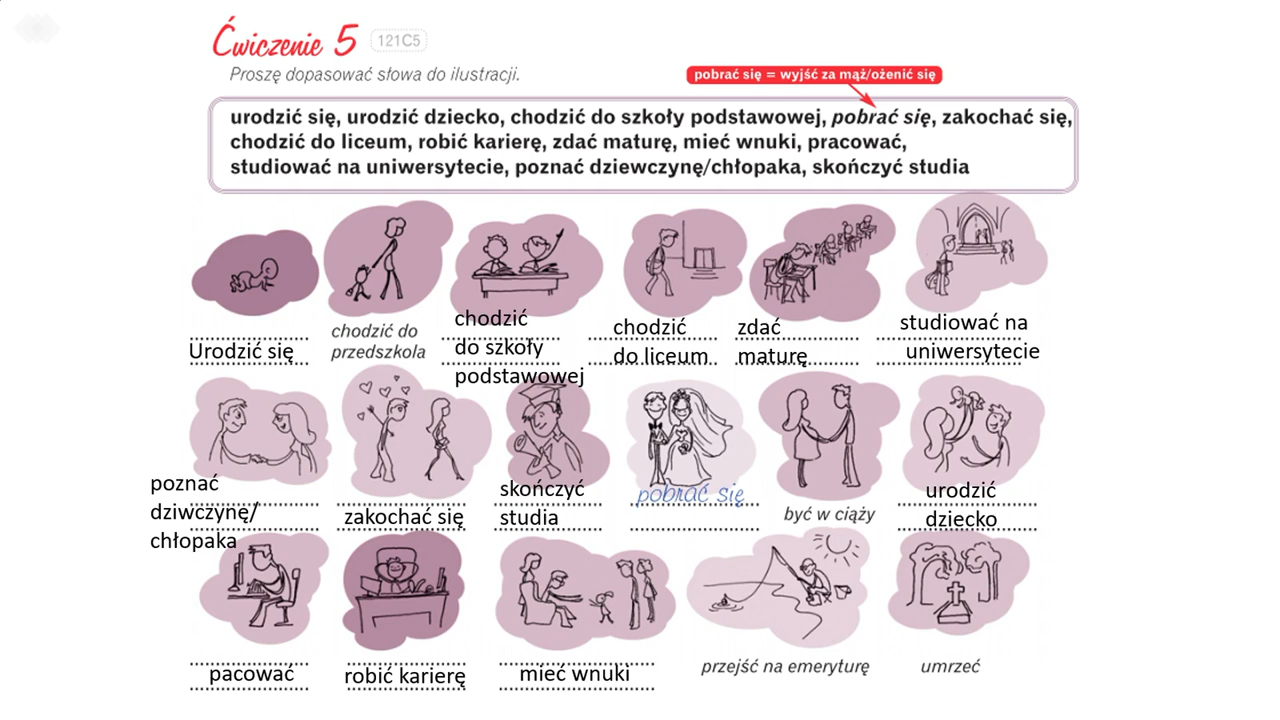 Ćwiczenie 5 121C5
Proszę dopasować słowa do ilustracji.
pobrać się = wyjść za mąż/ożenić się
urodzić się, urodzić dziecko, chodzić do szkoły podstawowej, pobrać się, zakochać się,
chodzić do liceum, robić karierę, zdać maturę, mieć wnuki, pracować,
studiować na uniwersytecie, poznać dziewczynę/chłopaka, skończyć studia
Urodzić się
chodzić do
przedszkola
chodzić
do szkoły
podstawowej
chodzić
do liceum
zdać
maturę
studiować na
uniwersytecie
poznać
dziwczynę/
chłopaka
zakochać się
skończyć
studia
pobrać się
być w ciąży
urodzić
dziecko
pacować
robić karierę
mieć wnuki
przejść na emeryturę
umrzeć